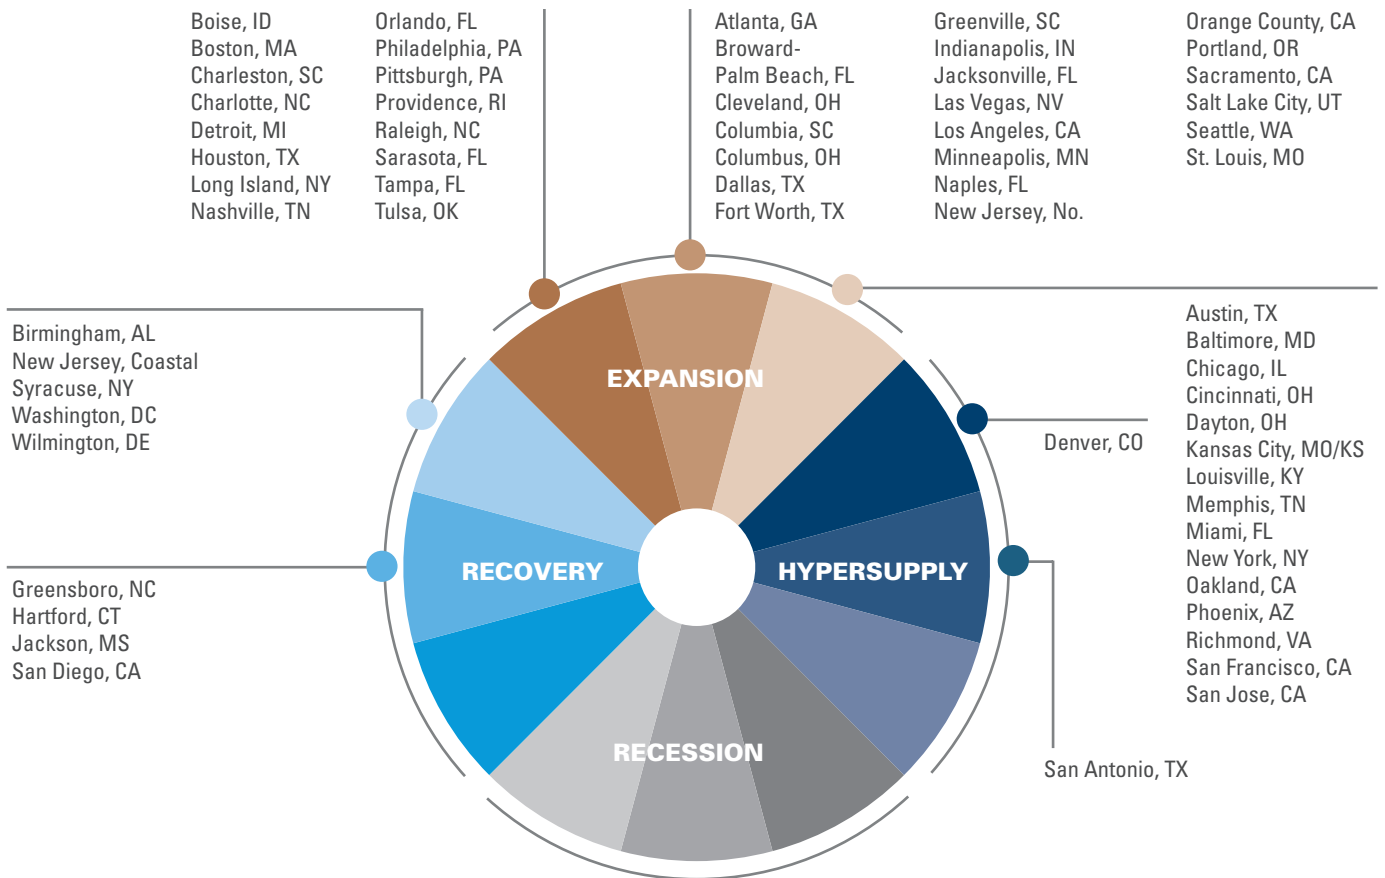 Boise, ID
Boston, MA
Charleston, SC
Charlotte, NC
Detroit, MI
Houston, TX
Long Island, NY
Nashville, TN
Orlando, FL
Philadelphia, PA
Pittsburgh, PA
Providence, RI
Raleigh, NC
Sarasota, FL
Tampa, FL
Tulsa, OK
Atlanta, GA
Broward-
Palm Beach, FL
Cleveland, OH
Columbia, SC
Columbus, OH
Dallas, TX
Fort Worth, TX
Greenville, SC
Indianapolis, IN
Jacksonville, FL
Las Vegas, NV
Los Angeles, CA
Minneapolis, MN
Naples, FL
New Jersey, No.
Orange County, CA
Portland, OR
Sacramento, CA
Salt Lake City, UT
Seattle, WA
St. Louis, MO
Birmingham, AL
New Jersey, Coastal
Syracuse, NY
Washington, DC
Wilmington, DE
Greensboro, NC
Hartford, CT
Jackson, MS
San Diego, CA
EXPANSION
RECOVERY
HYPERSUPPLY
RECESSION
Denver, CO
San Antonio, TX
Austin, TX
Baltimore, MD
Chicago, IL
Cincinnati, OH
Dayton, OH
Kansas City, MO/KS
Louisville, KY
Memphis, TN
Miami, FL
New York, NY
Oakland, CA
Phoenix, AZ
Richmond, VA
San Francisco, CA
San Jose, CA